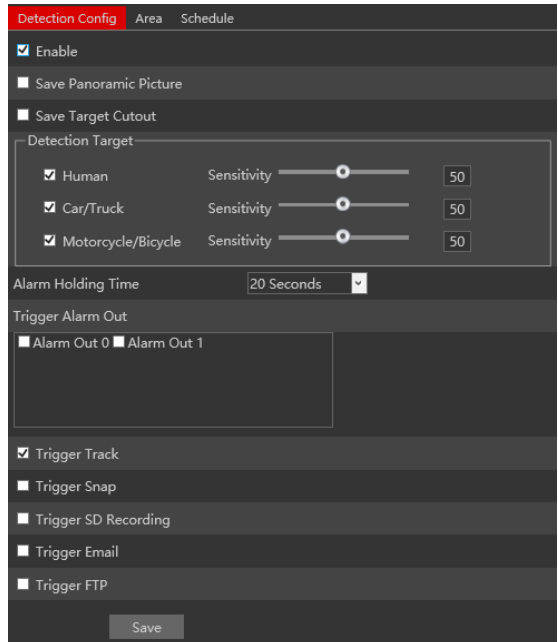 Detection Config Area Schedule
Enable
Save Panoramic Picture
Save Target Cutout
Detection Target
Human Sensitivity 50
Car/Truck Sensitivity 50
Motorcycle/Bicycle Sensitivity 50
Alarm Holding Time 20 Seconds
Trigger Alarm Out
Alarm Out 0 Alarm Out 1
Trigger Track
Trigger Snap
Trigger SD Recording
Trigger Email
Trigger FTP
Save